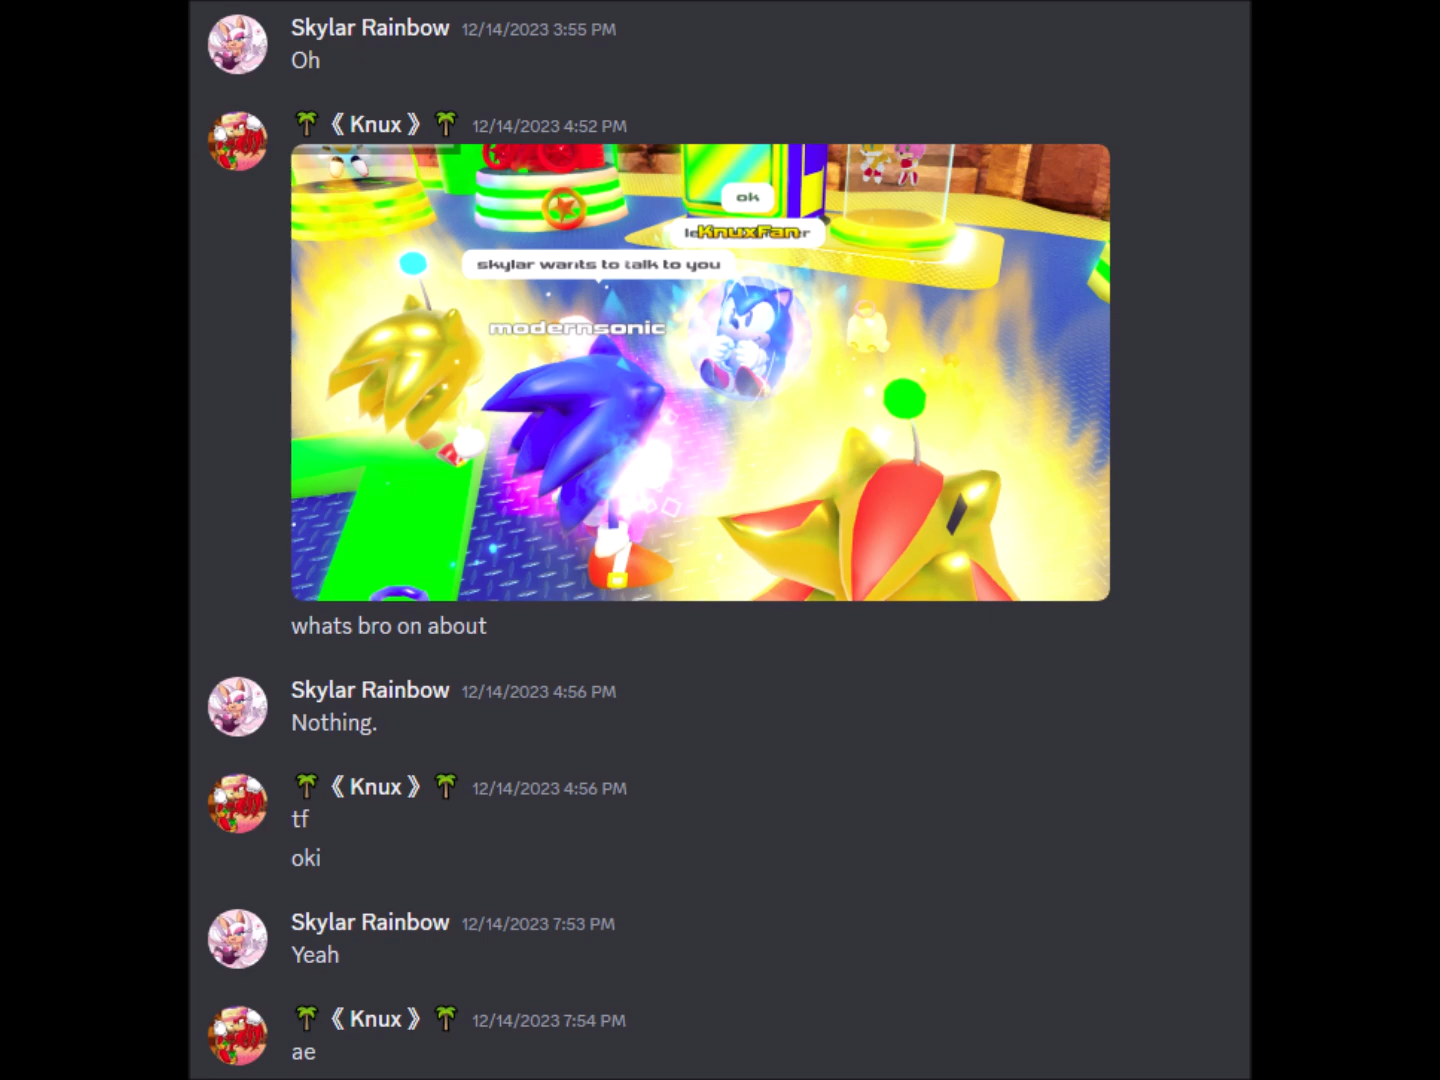 Skylar Rainbow 12/14/2023 3:55 PM
Oh
🌴 《 Knux 》 🌴 12/14/2023 4:52 PM
ok
KnuxFan
skylar wants to talk to you
modernsonic
whats bro on about
Skylar Rainbow 12/14/2023 4:56 PM
Nothing.
🌴 《 Knux 》 🌴 12/14/2023 4:56 PM
tf
oki
Skylar Rainbow 12/14/2023 7:53 PM
Yeah
🌴 《 Knux 》 🌴 12/14/2023 7:54 PM
ae